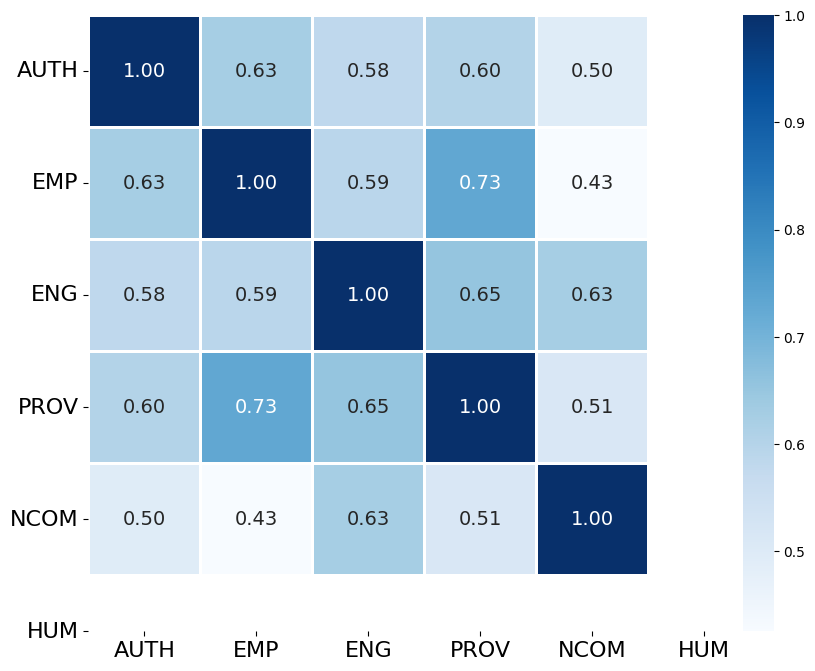 AUTH 1.00 0.63 0.58 0.60 0.50
EMP 0.63 1.00 0.59 0.73 0.43
ENG 0.58 0.59 1.00 0.65 0.63
PROV 0.60 0.73 0.65 1.00 0.51
NCOM 0.50 0.43 0.63 0.51 1.00
HUM
AUTH EMP ENG PROV NCOM HUM
1.0
0.9
0.8
0.7
0.6
0.5